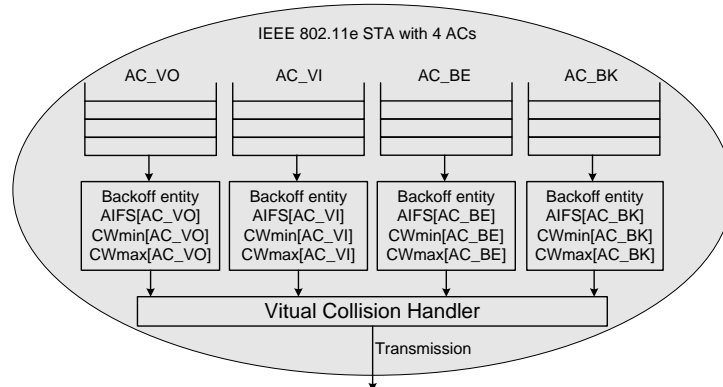 IEEE 802.11e STA with 4 ACs
AC_VO
AC_VI
AC_BE
AC_BK
Backoff entity
AIFS[AC_VO]
CWmin[AC_VO]
CWmax[AC_VO]
Backoff entity
AIFS[AC_VI]
CWmin[AC_VI]
CWmax[AC_VI]
Backoff entity
AIFS[AC_BE]
CWmin[AC_BE]
CWmax[AC_BE]
Backoff entity
AIFS[AC_BK]
CWmin[AC_BK]
CWmax[AC_BK]
Vitual Collision Handler
Transmission